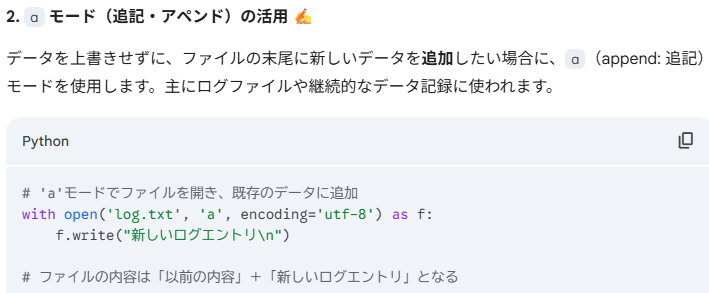 2. a モード（追記・アペンド）の活用 ✍️
データを上書きせずに、ファイルの末尾に新しいデータを追加したい場合に、 a （append: 追記）
モードを使用します。主にログファイルや継続的なデータ記録に使われます。
Python
# 'a'モードでファイルを開き、既存のデータに追加
with open('log.txt', 'a', encoding='utf-8') as f:
    f.write("新しいログエントリ\n")
# ファイルの内容は「以前の内容」＋「新しいログエントリ」となる